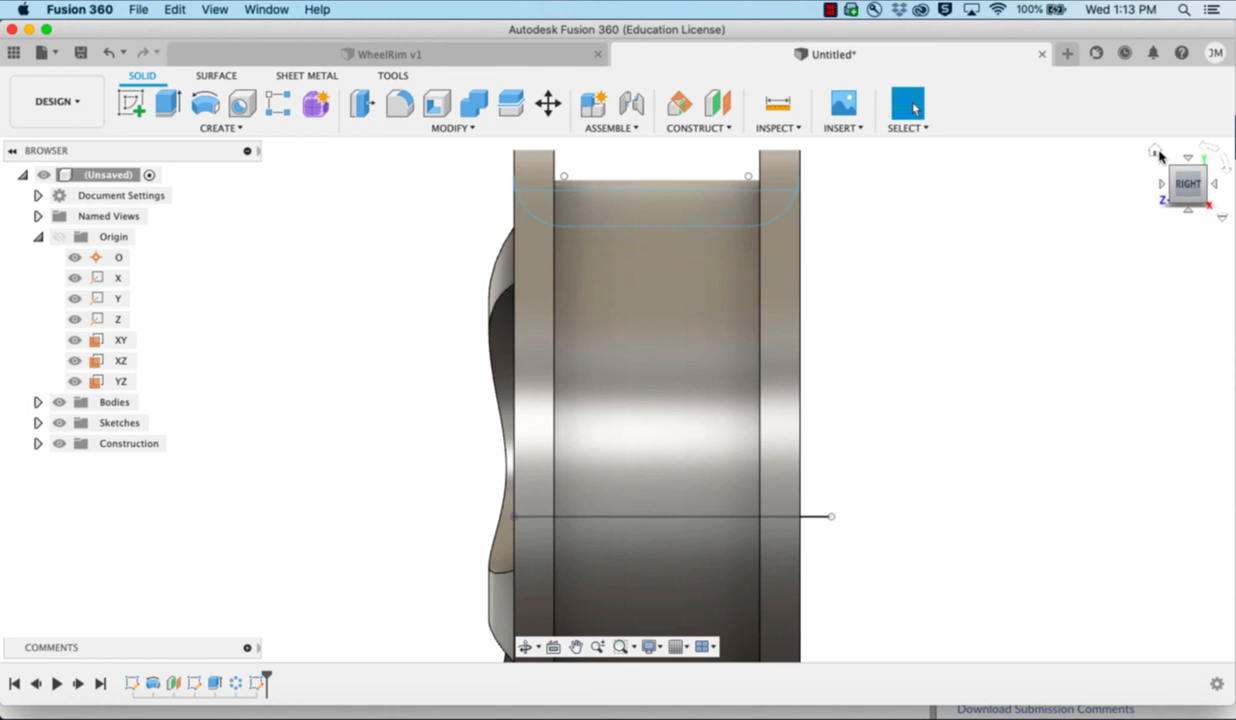 Fusion 360 File Edit View Window Help 100% Wed 1:13 PM
Autodesk Fusion 360 (Education License)
WheelRim v1 Untitled* JM
SOLID SURFACE SHEET METAL TOOLS
DESIGN
CREATE MODIFY ASSEMBLE CONSTRUCT INSPECT INSERT SELECT
BROWSER
(Unsaved)
Document Settings
Named Views
Origin
O
X
Y
Z
XY
XZ
YZ
Bodies
Sketches
Construction
Y
RIGHT
Z X
COMMENTS
Download Submission Comments